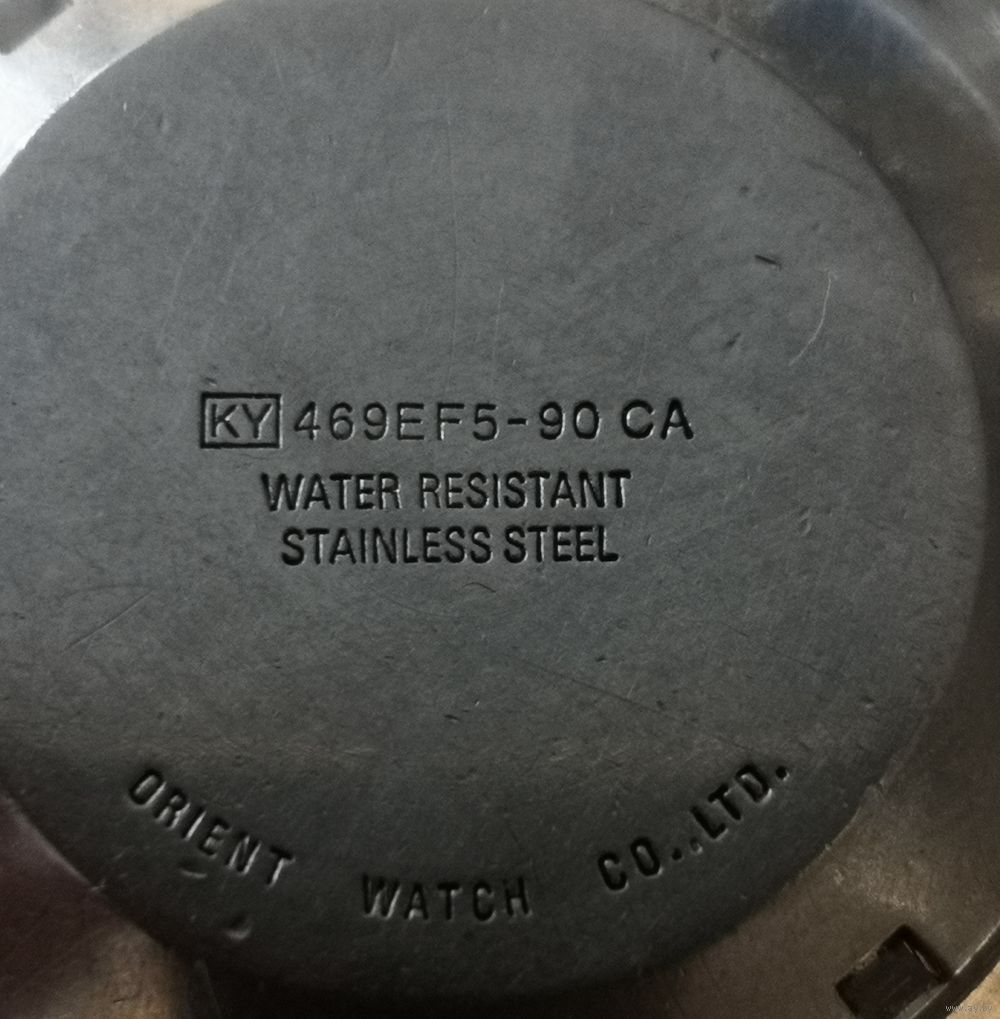 KY 469EF5-90 CA
WATER RESISTANT
STAINLESS STEEL
ORIENT WATCH CO.,LTD.